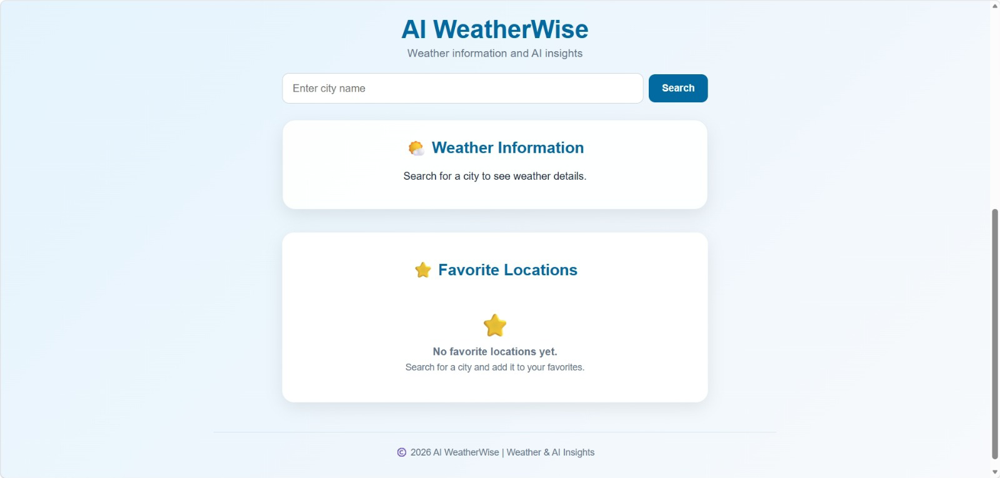 AI WeatherWise
Weather information and AI insights
Enter city name
Search
Weather Information
Search for a city to see weather details.
Favorite Locations
No favorite locations yet.
Search for a city and add it to your favorites.
© 2026 AI WeatherWise | Weather & AI Insights